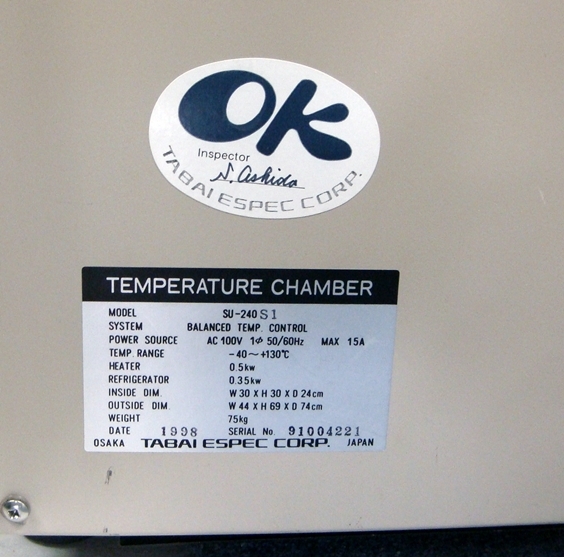 OK
Inspector
S. Ashida
TABAI ESPEC CORP.
TEMPERATURE CHAMBER
MODEL SU-240 S1
SYSTEM BALANCED TEMP. CONTROL
POWER SOURCE AC 100V 1ϕ 50/60Hz MAX 15A
TEMP. RANGE -40～+130℃
HEATER 0.5kw
REFRIGERATOR 0.35kw
INSIDE DIM. W 30 X H 30 X D 24cm
OUTSIDE DIM. W 44 X H 69 X D 74cm
WEIGHT 75kg
DATE 1998 SERIAL No. 91004221
OSAKA TABAI ESPEC CORP. JAPAN